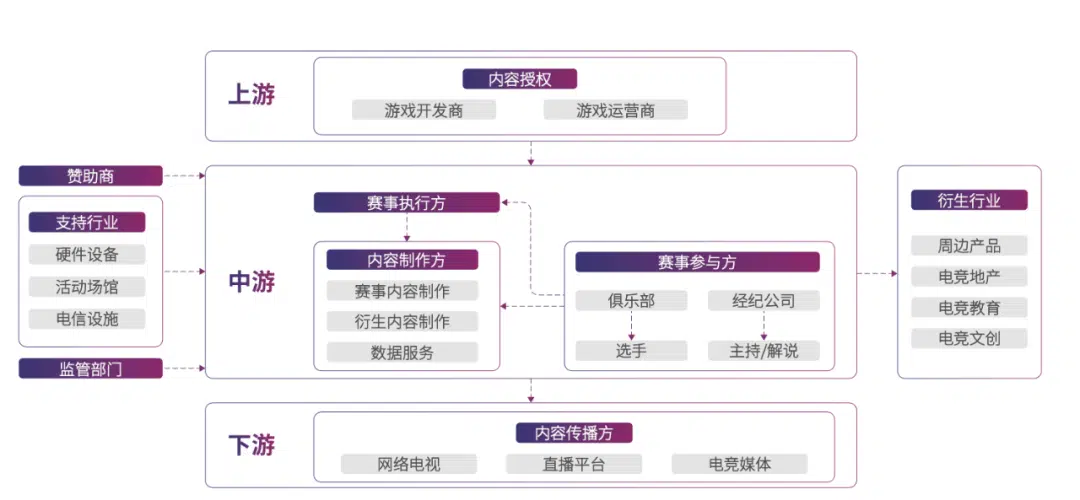 上游
内容授权
游戏开发商
游戏运营商
赞助商
支持行业
硬件设备
活动场馆
电信设施
监管部门
中游
赛事执行方
内容制作方
赛事内容制作
衍生内容制作
数据服务
赛事参与方
俱乐部
经纪公司
选手
主持/解说
衍生行业
周边产品
电竞地产
电竞教育
电竞文创
下游
内容传播方
网络电视
直播平台
电竞媒体